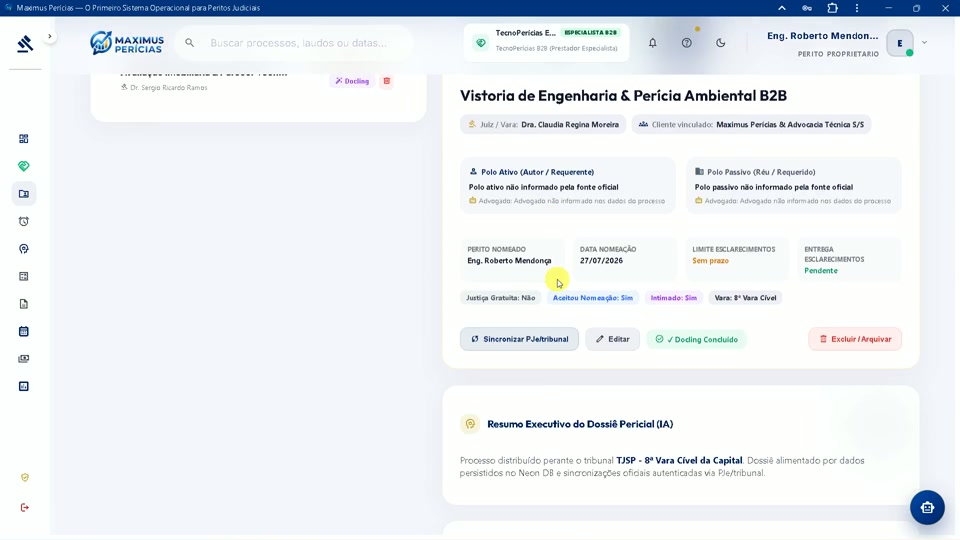 Maximus Perícias — O Primeiro Sistema Operacional para Peritos Judiciais
MAXIMUS
PERÍCIAS
Buscar processos, laudos ou datas...
TecnoPerícias E... ESPECIALISTA B2B
TecnoPerícias B2B (Prestador Especialista)
Eng. Roberto Mendon...
PERITO PROPRIETARIO
E
Dr. Sergio Ricardo Ramos
Docling
Vistoria de Engenharia & Perícia Ambiental B2B
Juiz / Vara: Dra. Claudia Regina Moreira
Cliente vinculado: Maximus Perícias & Advocacia Técnica S/S
Polo Ativo (Autor / Requerente)
Polo ativo não informado pela fonte oficial
Advogado: Advogado não informado nos dados do processo
Polo Passivo (Réu / Requerido)
Polo passivo não informado pela fonte oficial
Advogado: Advogado não informado nos dados do processo
PERITO NOMEADO
Eng. Roberto Mendonça
DATA NOMEAÇÃO
27/07/2026
LIMITE ESCLARECIMENTOS
Sem prazo
ENTREGA
ESCLARECIMENTOS
Pendente
Justiça Gratuita: Não
Aceitou Nomeação: Sim
Intimado: Sim
Vara: 8ª Vara Cível
Sincronizar PJe/tribunal
Editar
✓ Docling Concluído
Excluir/Arquivar
Resumo Executivo do Dossiê Pericial (IA)
Processo distribuído perante o tribunal TJSP - 8ª Vara Cível da Capital. Dossiê alimentado por dados
persistidos no Neon DB e sincronizações oficiais autenticadas via PJe/tribunal.